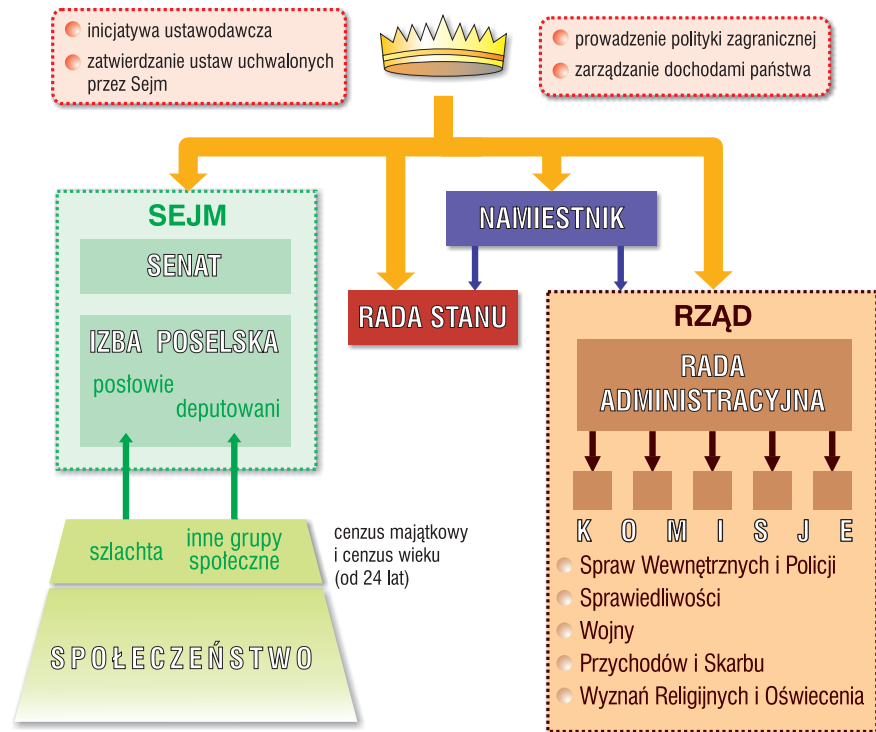 inicjatywa ustawodawcza
zatwierdzanie ustaw uchwalonych
przez Sejm
prowadzenie polityki zagranicznej
zarządzanie dochodami państwa
SEJM
SENAT
IZBA POSELSKA
posłowie
deputowani
NAMIESTNIK
RADA STANU
RZĄD
RADA
ADMINISTRACYJNA
KOMISJE
Spraw Wewnętrznych i Policji
Sprawiedliwości
Wojny
Przychodów i Skarbu
Wyznań Religijnych i Oświecenia
szlachta
inne grupy
społeczne
cenzus majątkowy
i cenzus wieku
(od 24 lat)
SPOŁECZEŃSTWO